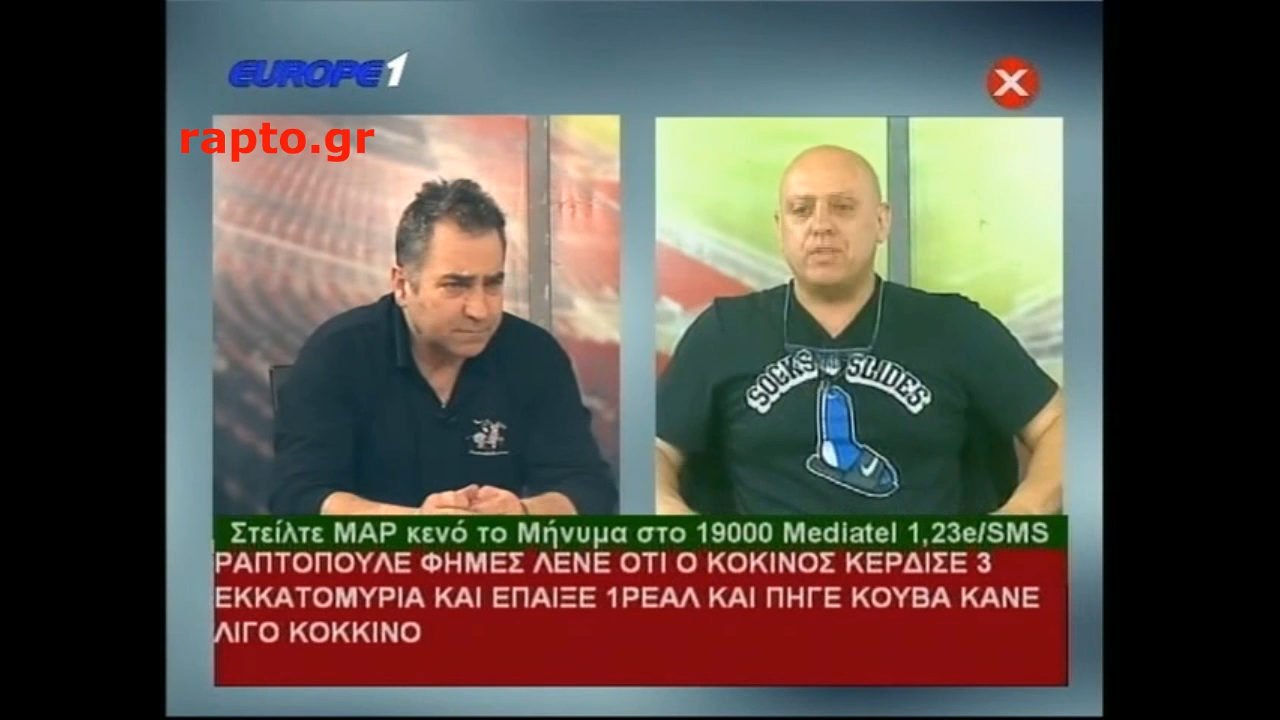 EUROPE1
X
rapto.gr
SOCKS
SLIDES
Στείλτε ΜΑΡ κενό το Μήνυμα στο 19000 Mediatel 1,23e/SMS
ΡΑΠΤΟΠΟΥΛΕ ΦΗΜΕΣ ΛΕΝΕ ΟΤΙ Ο ΚΟΚΙΝΟΣ ΚΕΡΔΙΣΕ 3
ΕΚΚΑΤΟΜΥΡΙΑ ΚΑΙ ΕΠΑΙΞΕ 1ΡΕΑΛ ΚΑΙ ΠΗΓΕ ΚΟΥΒΑ ΚΑΝΕ
ΛΙΓΟ ΚΟΚΚΙΝΟ